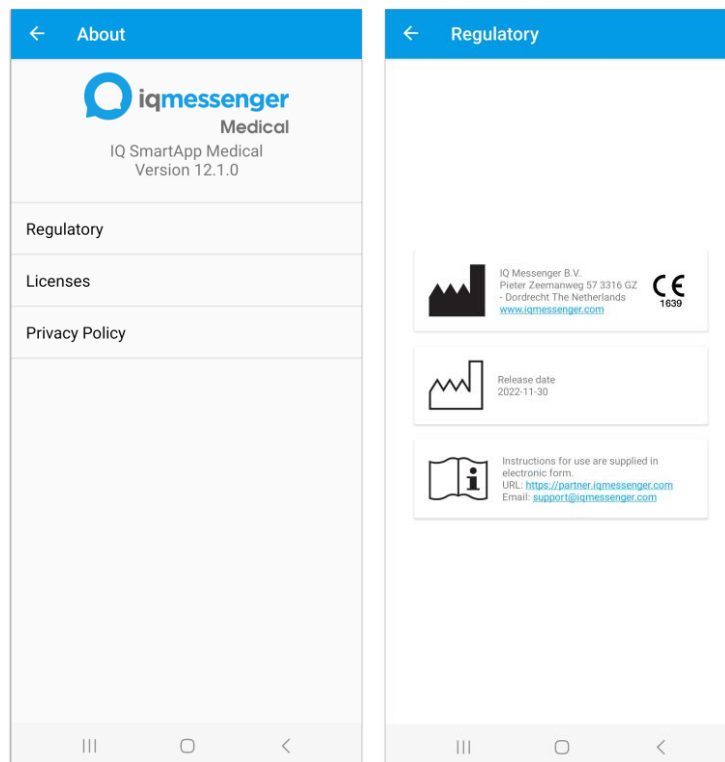 About
iqmessenger
Medical
IQ SmartApp Medical
Version 12.1.0
Regulatory
Licenses
Privacy Policy
Regulatory
IQ Messenger B.V.
Pieter Zeemanweg 57 3316 GZ
- Dordrecht The Netherlands
www.iqmessenger.com
CE
1639
Release date
2022-11-30
Instructions for use are supplied in
electronic form.
URL: https://partner.iqmessenger.com
Email: support@iqmessenger.com